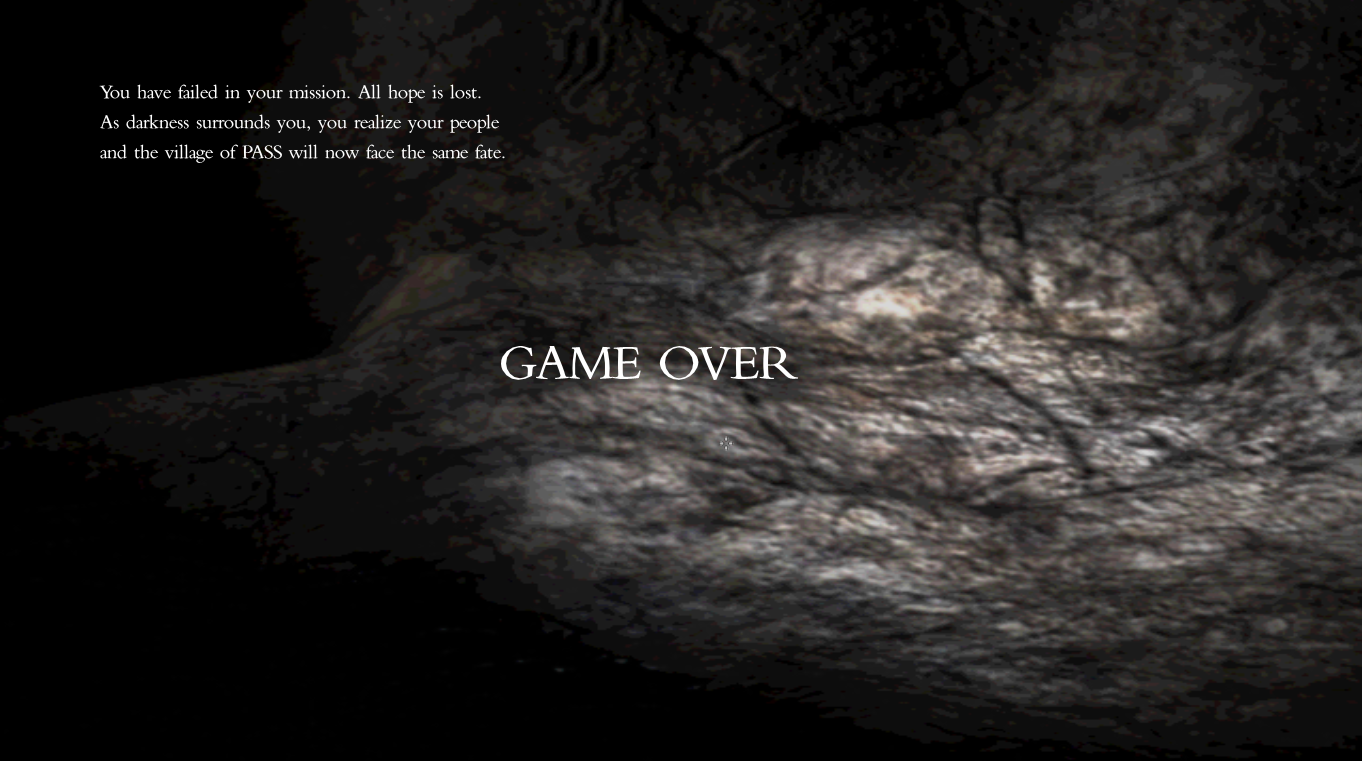 You have failed in your mission. All hope is lost.
As darkness surrounds you, you realize your people
and the village of PASS will now face the same fate.
GAME OVER